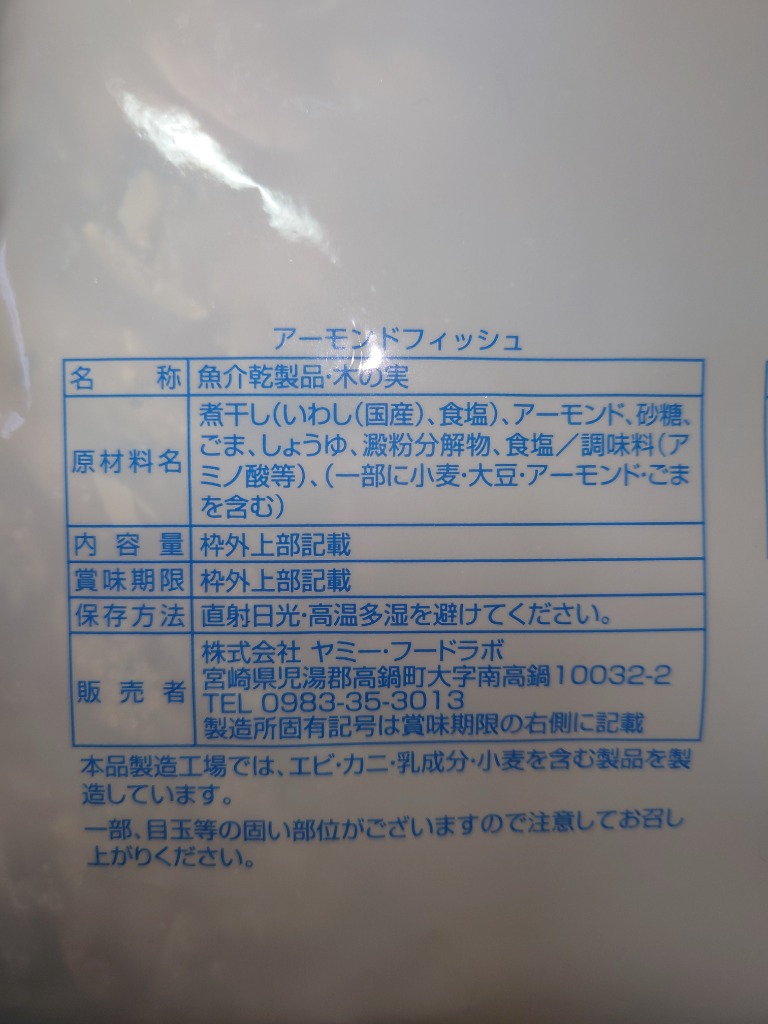 アーモンドフィッシュ
名称 魚介乾製品・木の実
原材料名 煮干し(いわし(国産)、食塩)、アーモンド、砂糖、
ごま、しょうゆ、澱粉分解物、食塩／調味料(ア
ミノ酸等)、(一部に小麦・大豆・アーモンド・ごま
を含む)
内容量 枠外上部記載
賞味期限 枠外上部記載
保存方法 直射日光・高温多湿を避けてください。
販売者 株式会社 ヤミー・フードラボ
宮崎県児湯郡高鍋町大字南高鍋10032-2
TEL 0983-35-3013
製造所固有記号は賞味期限の右側に記載
本品製造工場では、エビ・カニ・乳成分・小麦を含む製品を製
造しています。
一部、目玉等の固い部位がございますので注意してお召し
上がりください。